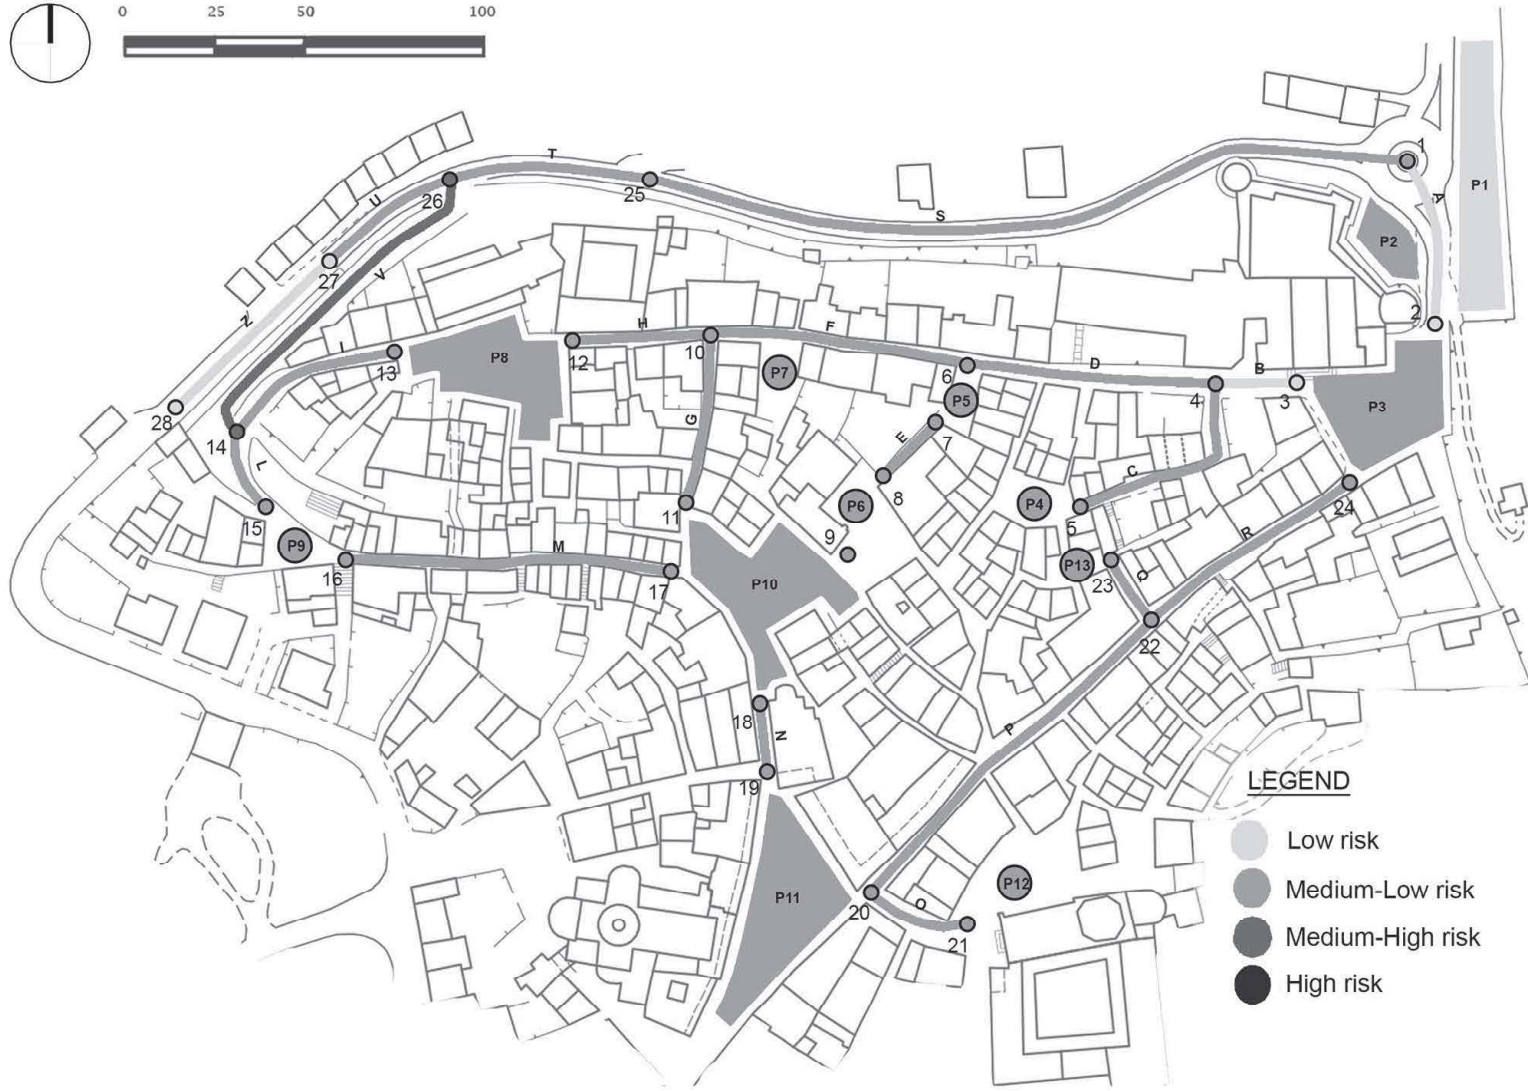 0 25 50 100
1
T
A
P1
26
25
U
S
P2
27
V
2
Z
H
F
I
12
10
D
B
13
P8
P7
6
4
3
28
P5
P3
G
14
E
7
C
L
8
P4
24
15
11
P6
5
R
9
P9
M
P13
Q
16
23
17
P10
22
18
N
P
19
LEGEND
Low risk
P12
Medium-Low risk
P11
20
O
21
Medium-High risk
High risk